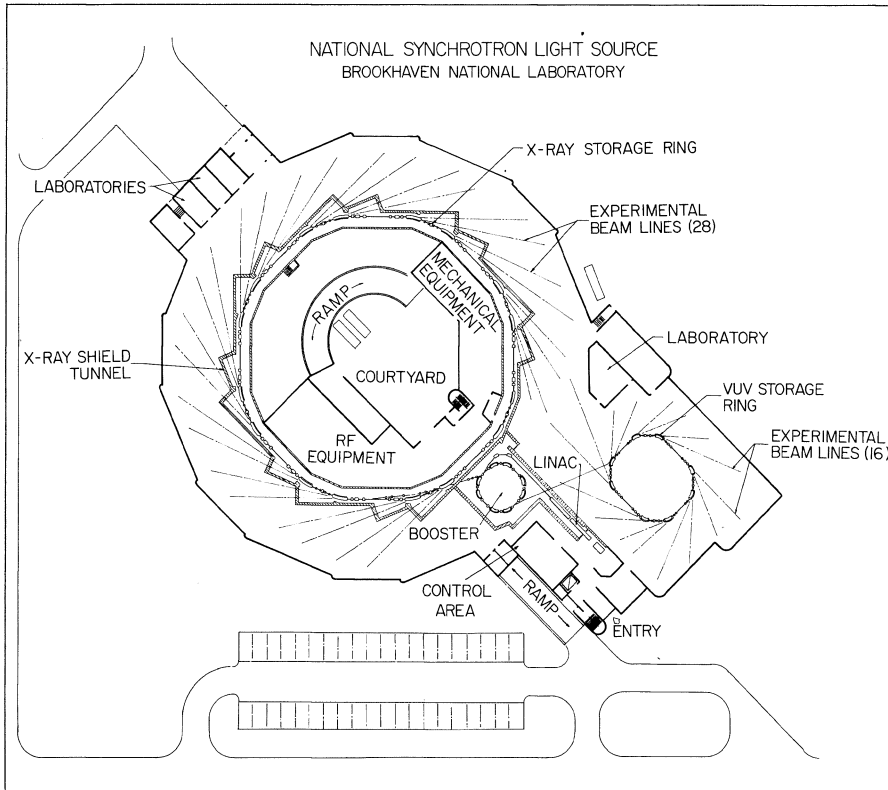 NATIONAL SYNCHROTRON LIGHT SOURCE
BROOKHAVEN NATIONAL LABORATORY
X-RAY STORAGE RING
LABORATORIES
EXPERIMENTAL
BEAM LINES (28)
MECHANICAL
EQUIPMENT
RAMP
LABORATORY
X-RAY SHIELD
TUNNEL
COURTYARD
VUV STORAGE
RING
RF
EQUIPMENT
EXPERIMENTAL
BEAM LINES (16)
LINAC
BOOSTER
CONTROL
AREA
RAMP
ENTRY